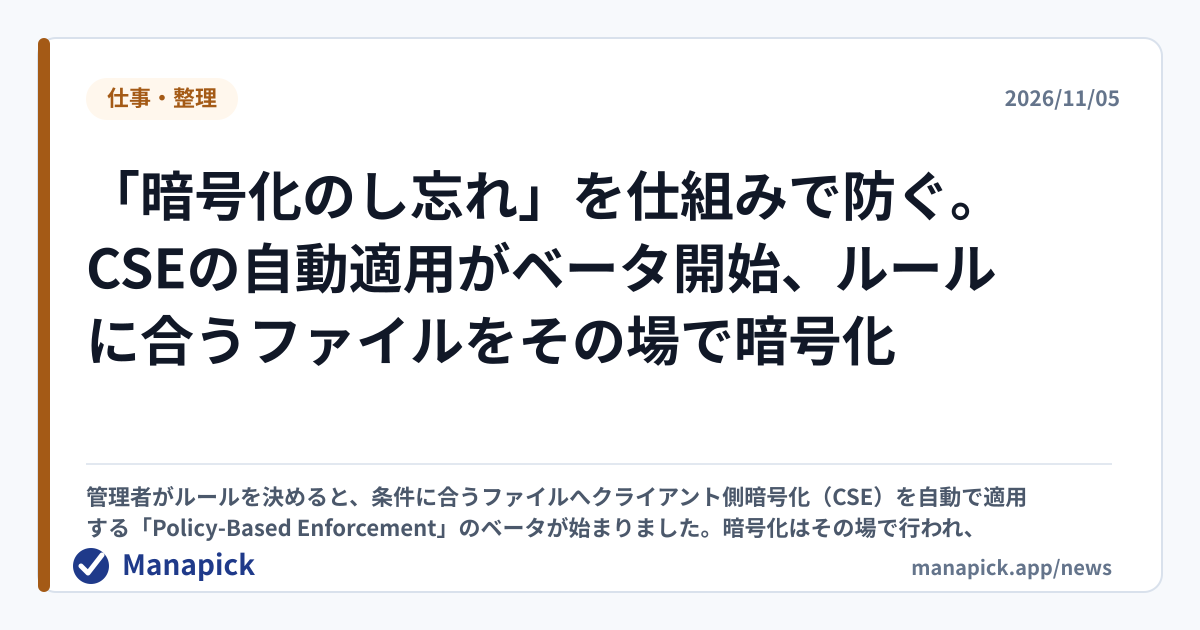 仕事・整理
2026/11/05
「暗号化のし忘れ」を仕組みで防ぐ。
CSEの自動適用がベータ開始、ルール
に合うファイルをその場で暗号化
管理者がルールを決めると、条件に合うファイルへクライアント側暗号化（CSE）を自動で適用
する「Policy-Based Enforcement」のベータが始まりました。暗号化はその場で行われ、
Manapick
manapick.app/news